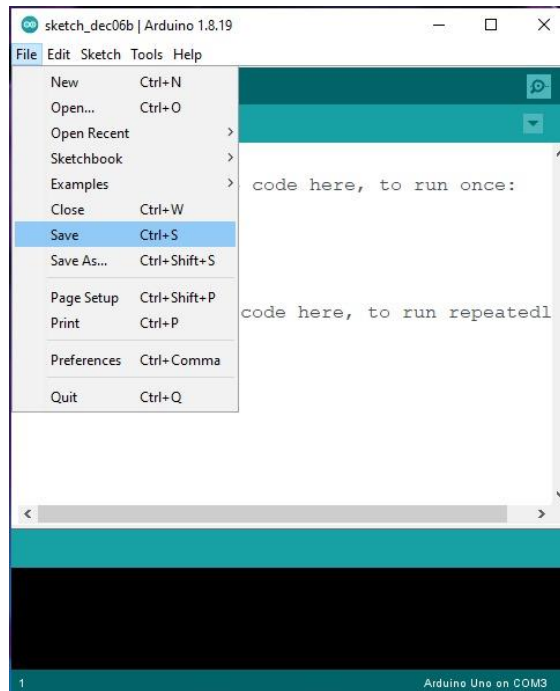 sketch_dec06b | Arduino 1.8.19
File Edit Sketch Tools Help
New Ctrl+N
Open... Ctrl+O
Open Recent
Sketchbook
Examples
code here, to run once:
Close Ctrl+W
Save Ctrl+S
Save As... Ctrl+Shift+S
Page Setup Ctrl+Shift+P
code here, to run repeatedl
Print Ctrl+P
Preferences Ctrl+Comma
Quit Ctrl+Q
1 Arduino Uno on COM3